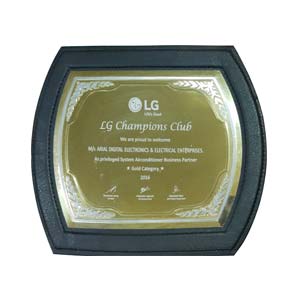 LG
Life's Good
LG Champions Club
We are proud to welcome
M/s ARIAL DIGITAL ELECTRONICS & ELECTRICAL ENTERPRISES.
As privileged System Airconditioner Business Partner
★ Gold Category ★
2016